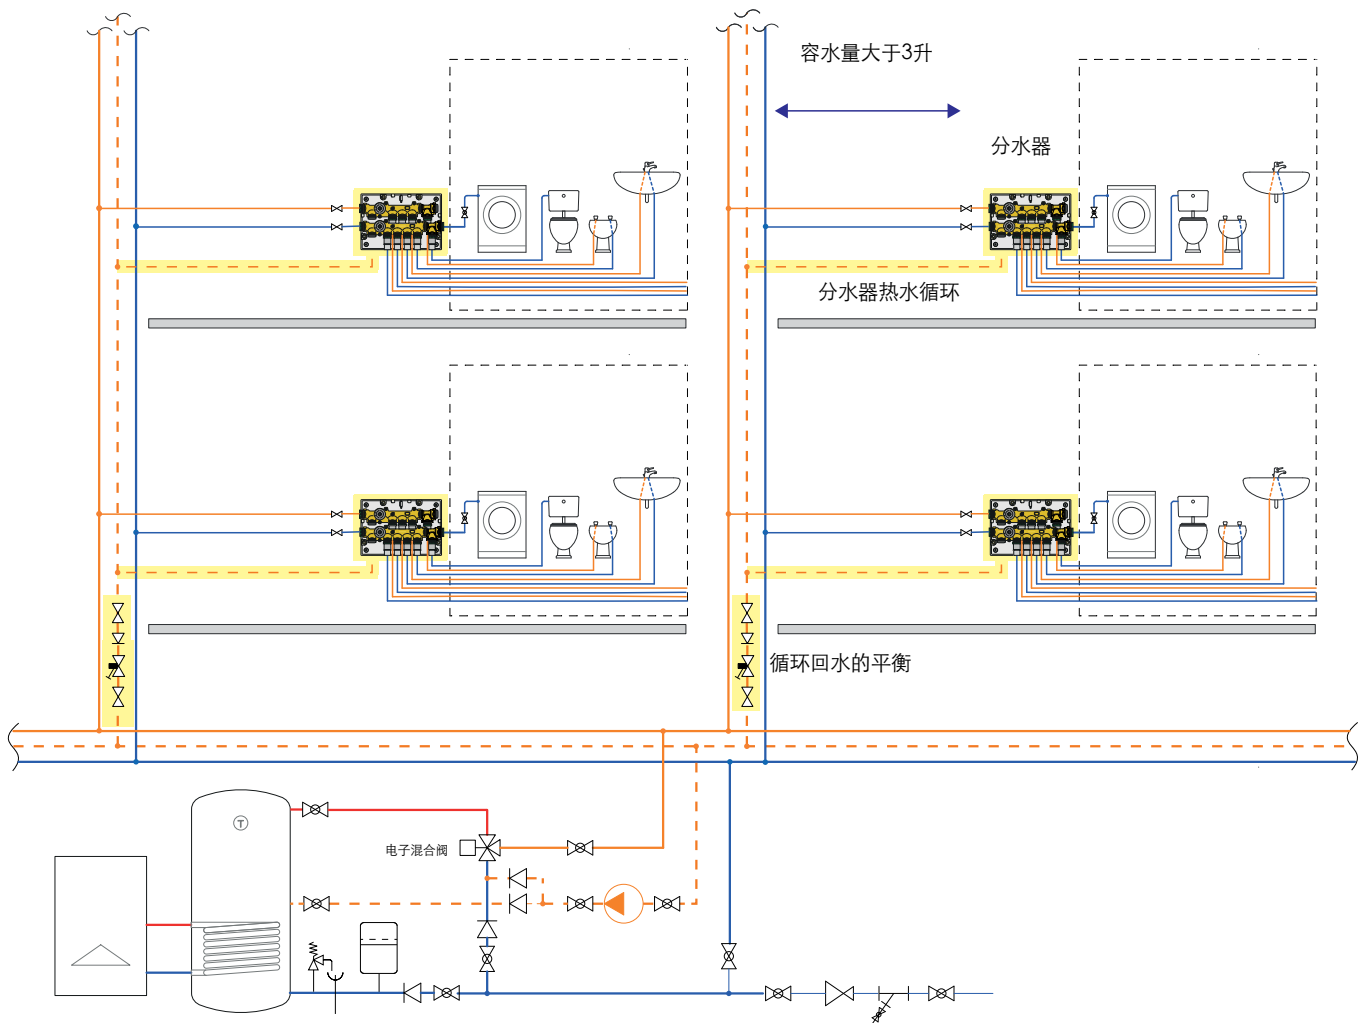 容水量大于3升
分水器
分水器热水循环
循环回水的平衡
T
电子混合阀